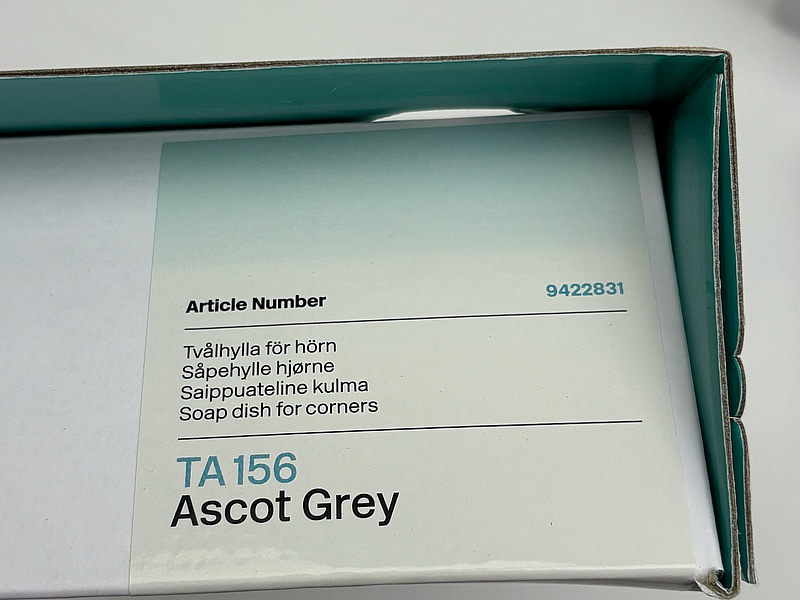 Article Number 9422831
Tvålhylla för hörn
Såpehylle hjørne
Saippuateline kulma
Soap dish for corners
TA 156
Ascot Grey